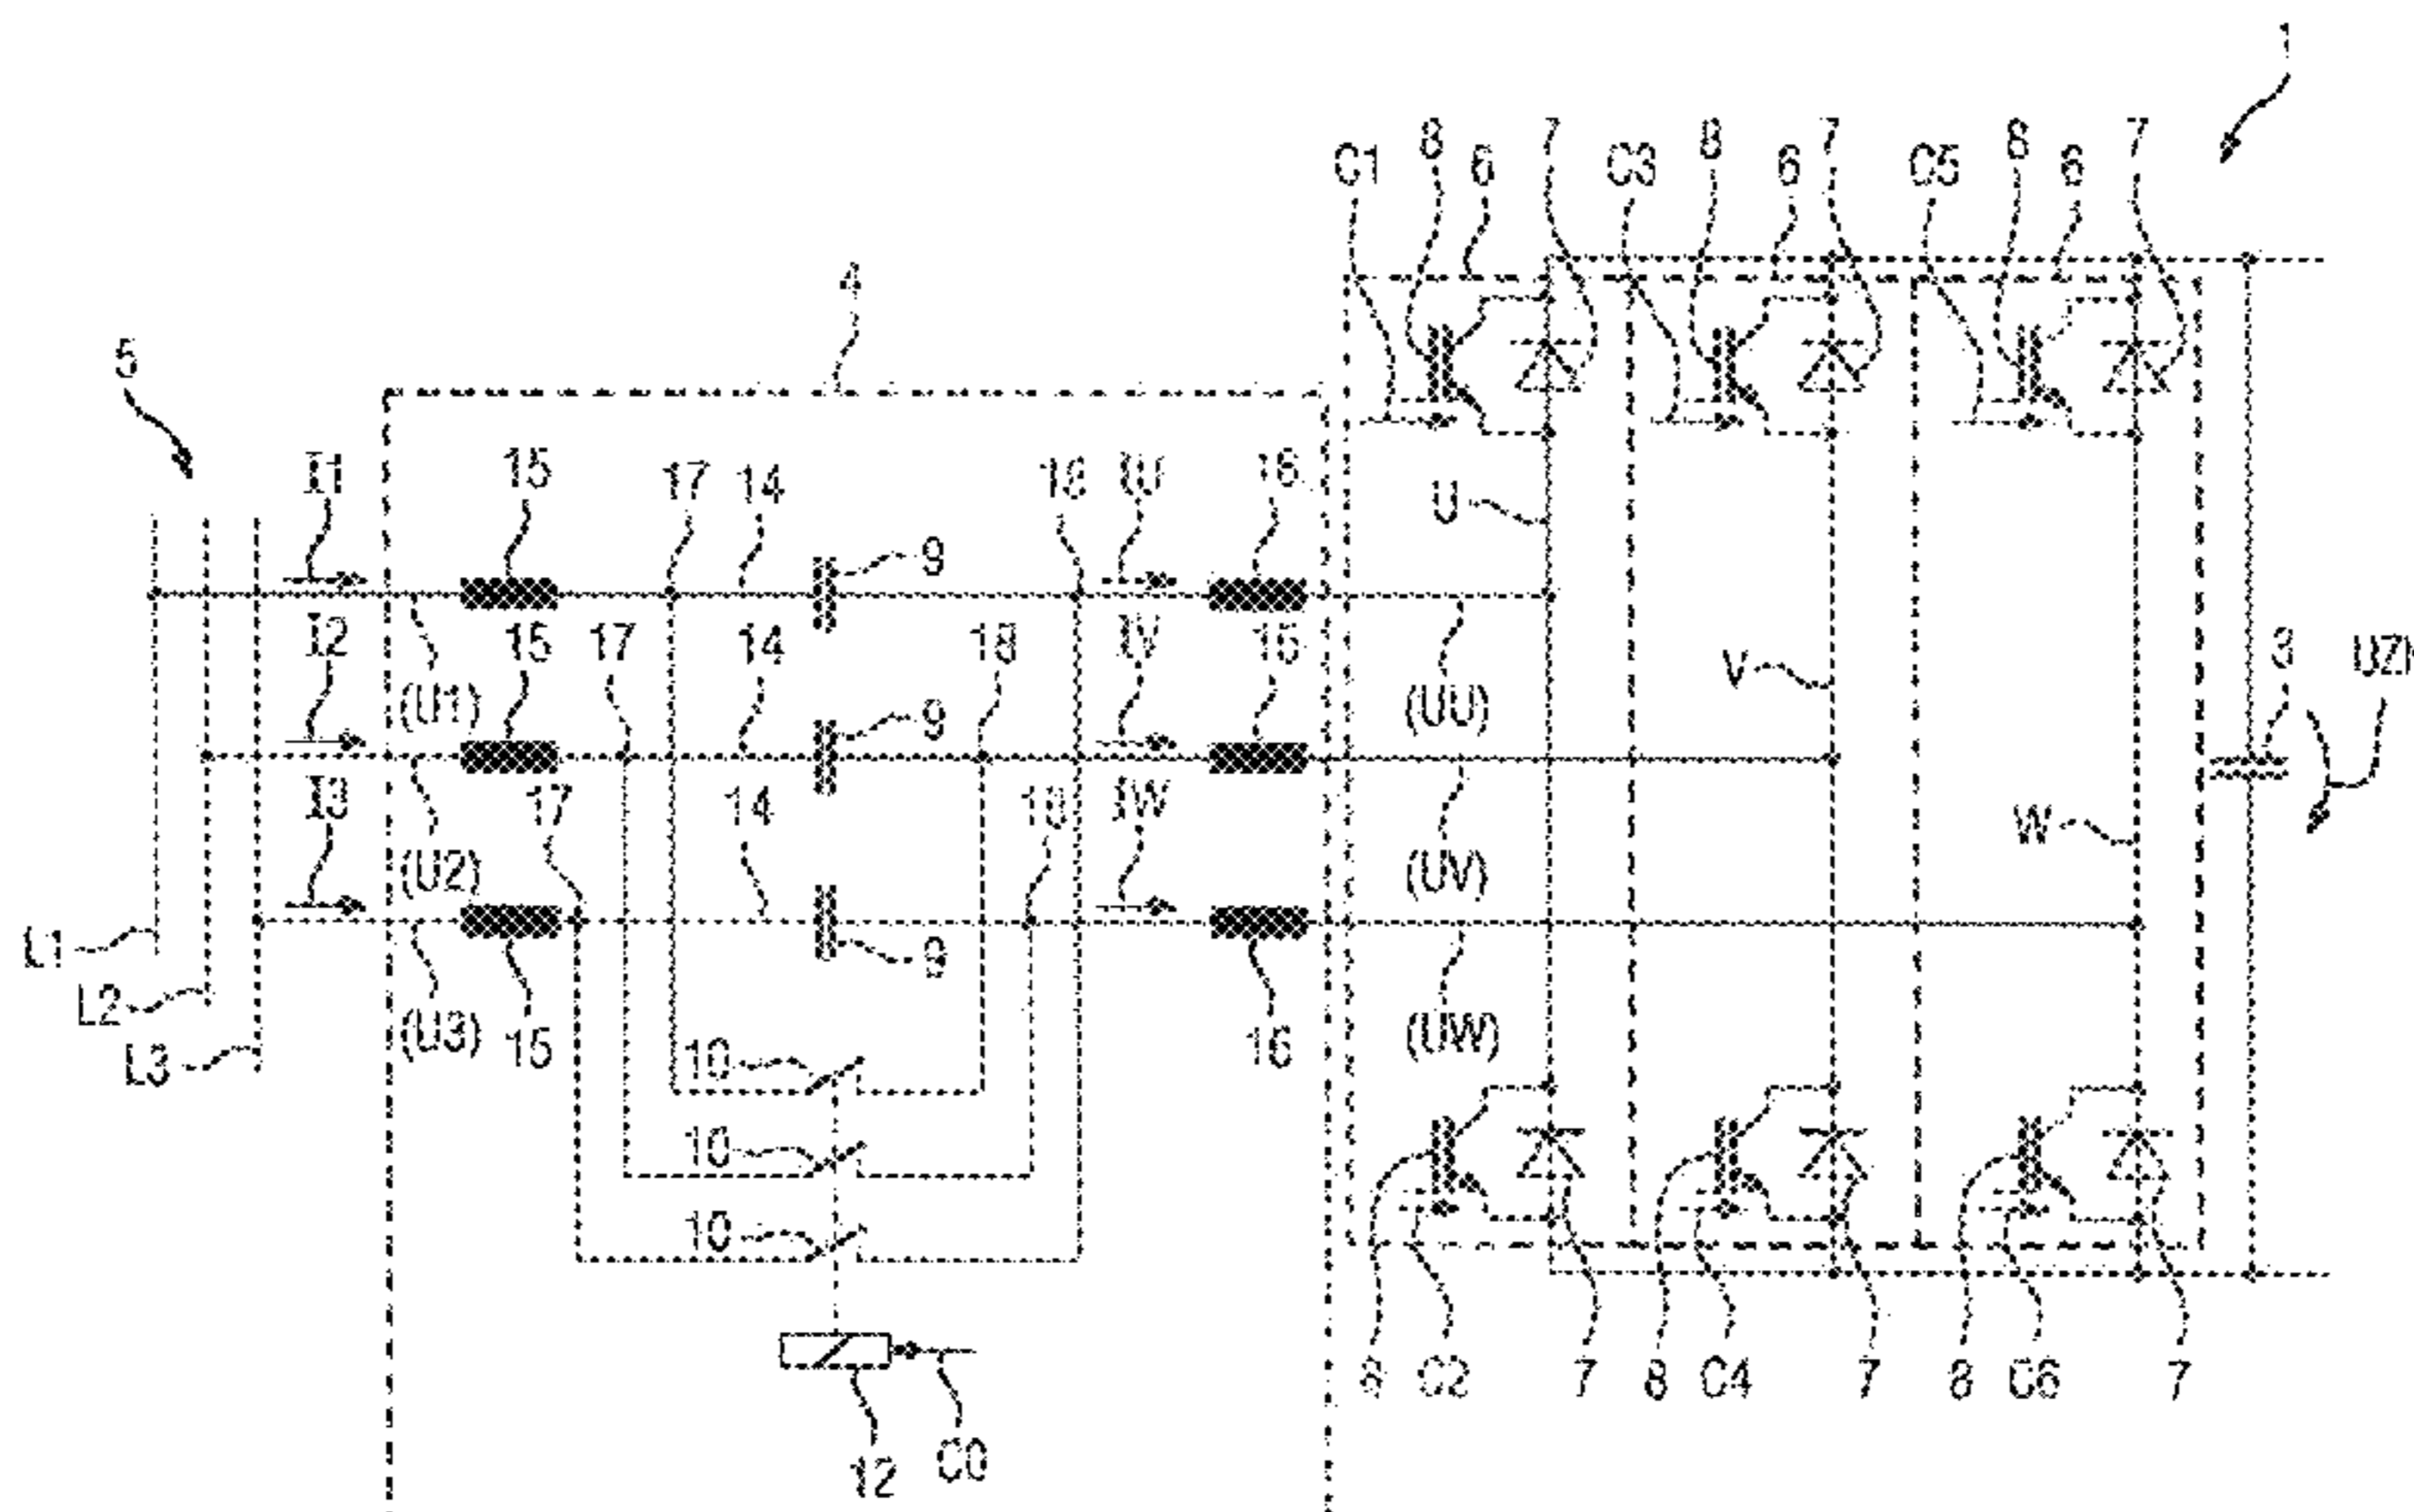 1
C1 8 6 7 C3 8 6 7 C5 8 6 7
4
5
I1 15 17 14 18 IU 16 U
9
I2 15 17 14 18 IV 16 V 3
(U1) 9 (UU)
I3 17 14 18 IW W
(U2) (UV)
L1 9
L2 (U3) 15 16 (UW)
L3 10
10
10
8 C2 7 8 C4 7 8 C6 7
12 C0